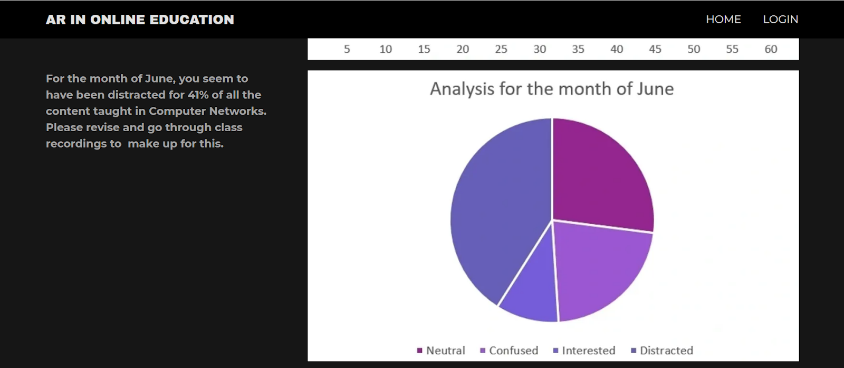 AR IN ONLINE EDUCATION HOME LOGIN
5 10 15 20 25 30 35 40 45 50 55 60
For the month of June, you seem to
have been distracted for 41% of all the
content taught in Computer Networks.
Please revise and go through class
recordings to make up for this.
Analysis for the month of June
Neutral Confused Interested Distracted